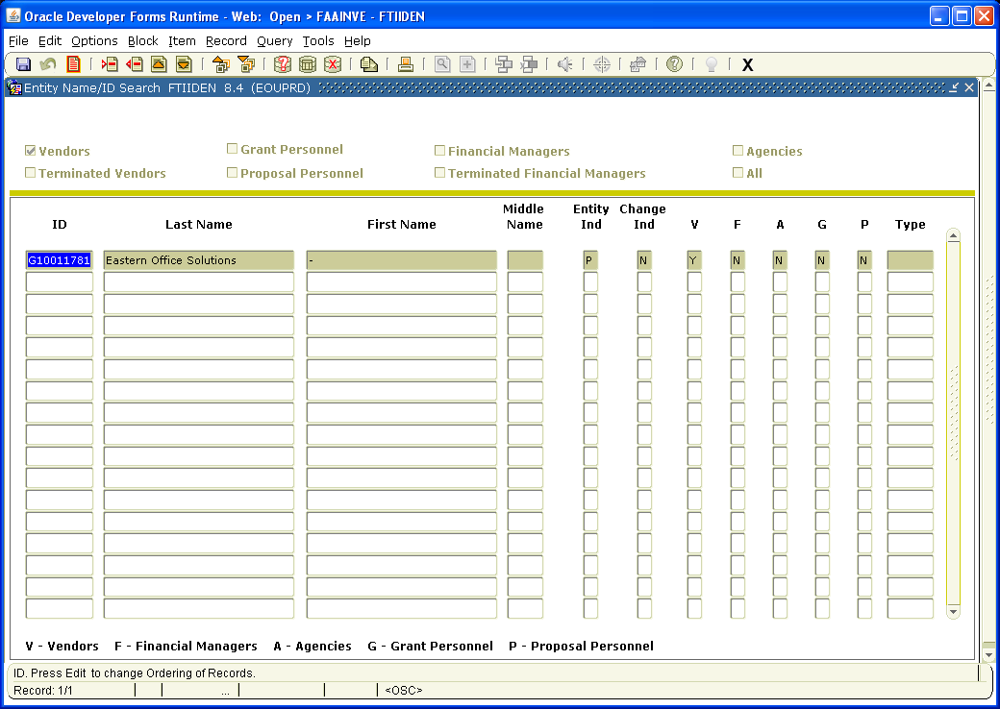 Oracle Developer Forms Runtime - Web: Open > FAAINVE - FTIIDEN
File Edit Options Block Item Record Query Tools Help
X
Entity Name/ID Search FTIIDEN 8.4 (EOUPRD)
Vendors Grant Personnel Financial Managers Agencies
Terminated Vendors Proposal Personnel Terminated Financial Managers All
Middle Entity Change
ID Last Name First Name Name Ind Ind V F A G P Type
G10011781 Eastern Office Solutions - P N Y N N N N
V - Vendors F - Financial Managers A - Agencies G - Grant Personnel P - Proposal Personnel
ID. Press Edit to change Ordering of Records.
Record: 1/1 ... <OSC>